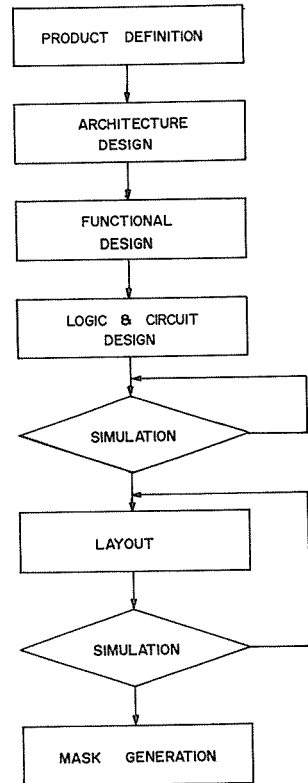 PRODUCT DEFINITION
ARCHITECTURE
DESIGN
FUNCTIONAL
DESIGN
LOGIC & CIRCUIT
DESIGN
SIMULATION
LAYOUT
SIMULATION
MASK GENERATION